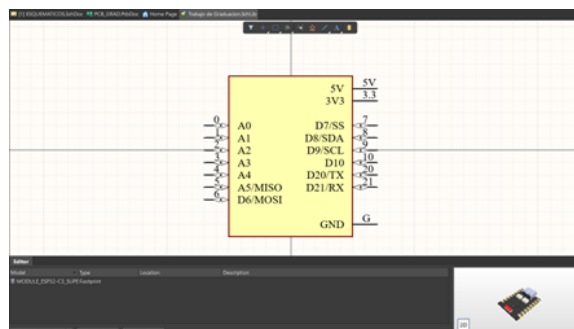 [1] ESQUEMATICOS.SchDoc PCB_GRAD.PcbDoc Home Page Trabajo de Graduacion.SchLib
5V 5V
3V3 3.3
0 A0 D7/SS 7
1 A1 D8/SDA 8
2 A2 D9/SCL 9
3 A3 D10 10
4 A4 D20/TX 20
5 A5/MISO D21/RX 21
6 D6/MOSI
GND G
Editor
Model Type Location Description
MODULE_ESP32-C3_SUPE Footprint
2D